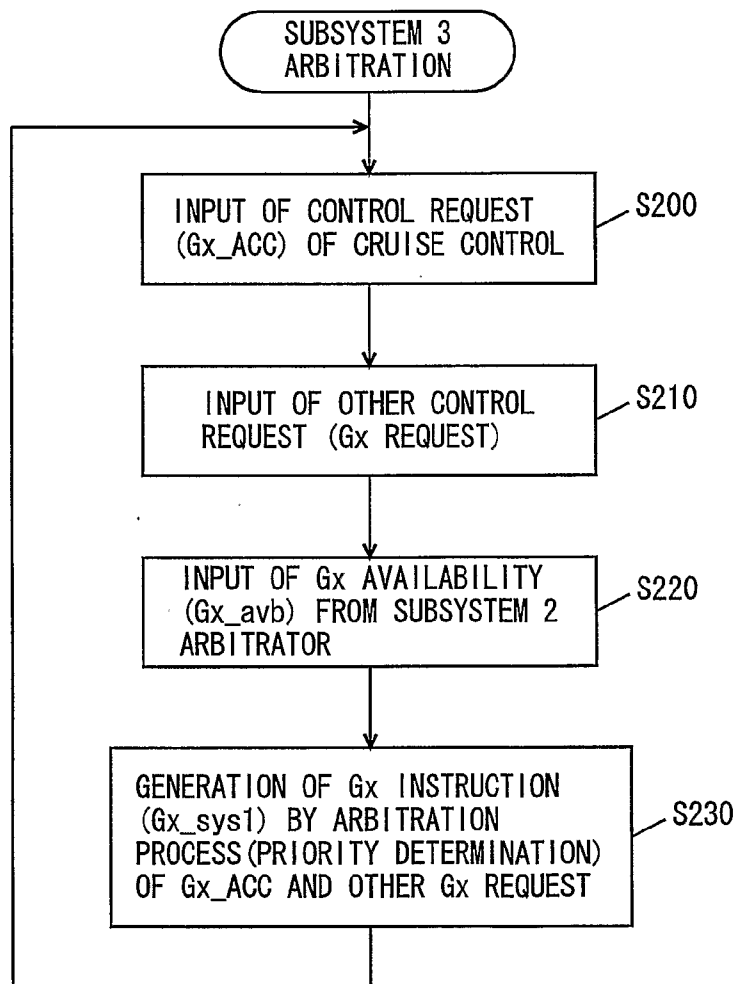 SUBSYSTEM 3
ARBITRATION
INPUT OF CONTROL REQUEST
(Gx_ACC) OF CRUISE CONTROL
S200
INPUT OF OTHER CONTROL
REQUEST (Gx REQUEST)
S210
INPUT OF Gx AVAILABILITY
(Gx_avb) FROM SUBSYSTEM 2
ARBITRATOR
S220
GENERATION OF Gx INSTRUCTION
(Gx_sys1) BY ARBITRATION
PROCESS(PRIORITY DETERMINATION)
OF Gx_ACC AND OTHER Gx REQUEST
S230